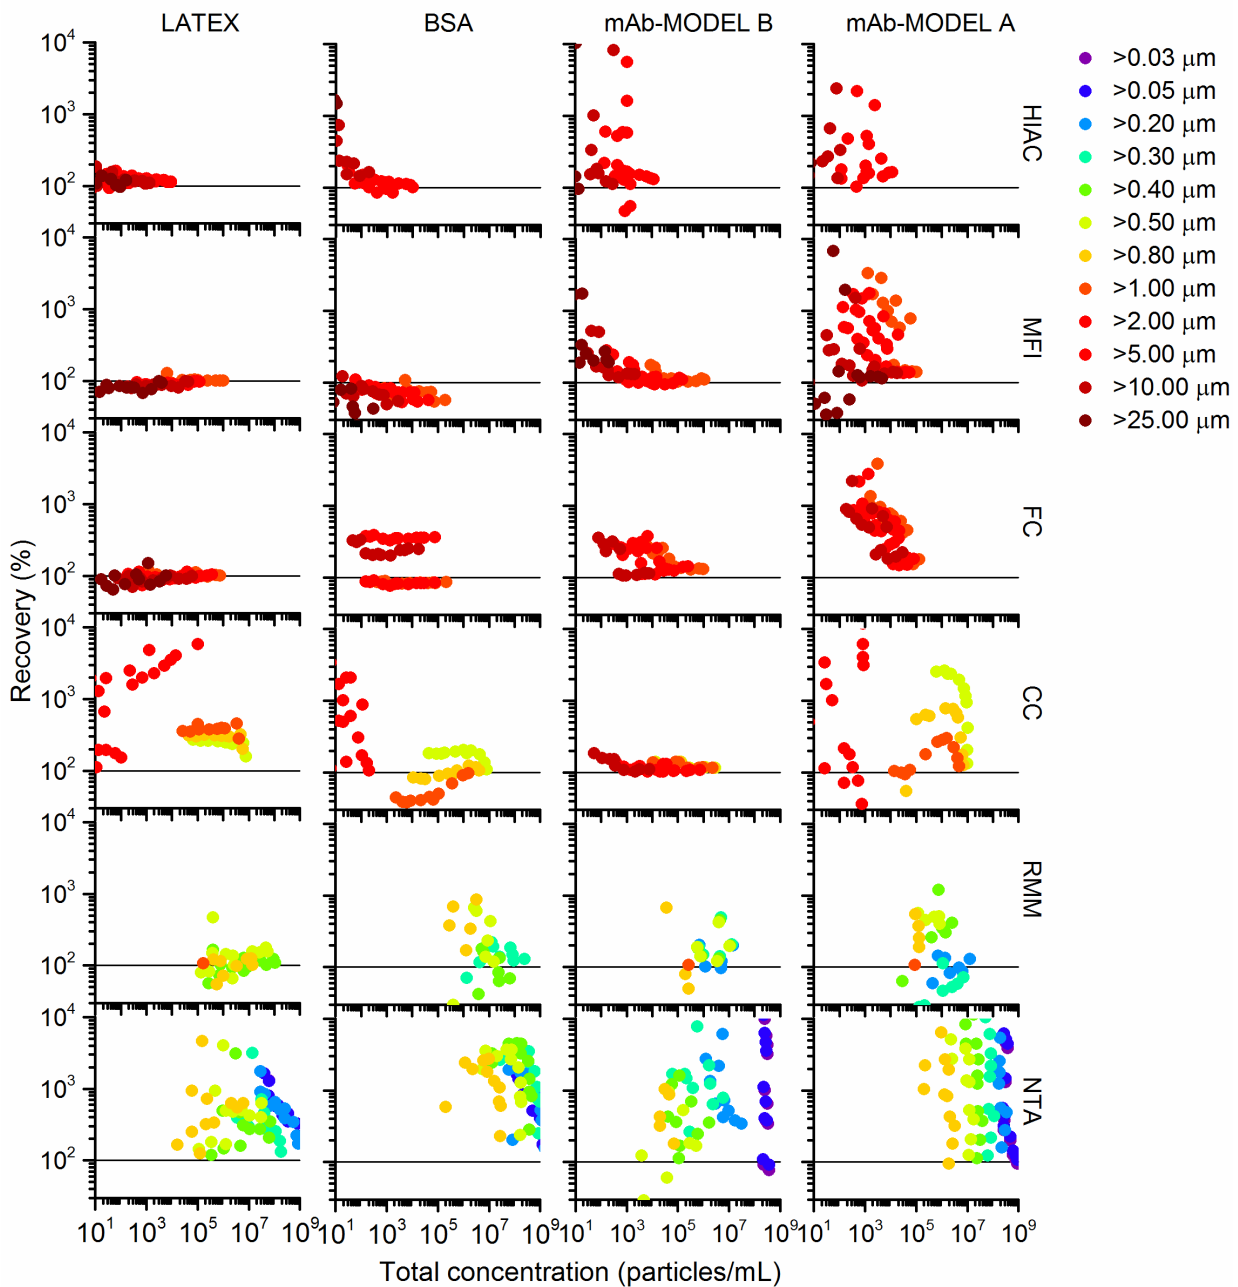 LATEX BSA mAb-MODEL B mAb-MODEL A
>0.03 μm
>0.05 μm
>0.20 μm
>0.30 μm
>0.40 μm
>0.50 μm
>0.80 μm
>1.00 μm
>2.00 μm
>5.00 μm
>10.00 μm
>25.00 μm
Recovery (%)
10⁴
10³
10²
HIAC
10⁴
10³
10²
MFI
10⁴
10³
10²
FC
10⁴
10³
10²
CC
10⁴
10³
10²
RMM
10⁴
10³
10²
NTA
10¹ 10³ 10⁵ 10⁷ 10⁹ 10¹ 10³ 10⁵ 10⁷ 10⁹ 10¹ 10³ 10⁵ 10⁷ 10⁹ 10¹ 10³ 10⁵ 10⁷ 10⁹
Total concentration (particles/mL)